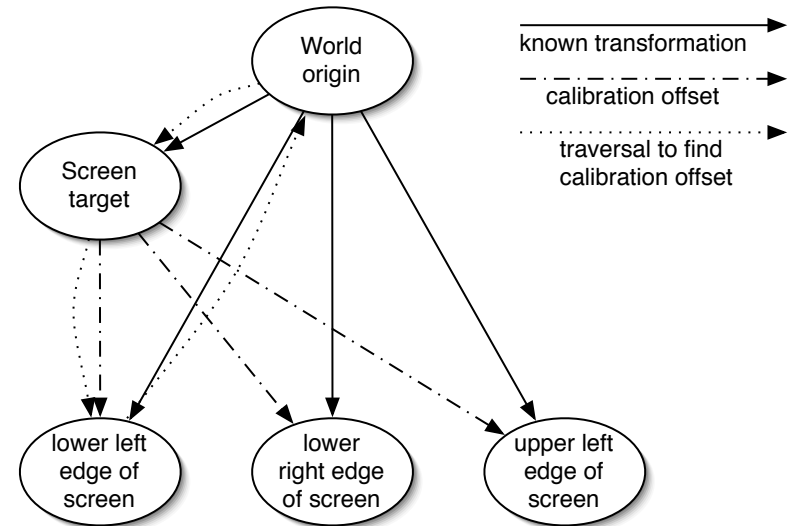 World
origin
known transformation
calibration offset
traversal to find
calibration offset
Screen
target
lower left
edge of
screen
lower
right edge
of screen
upper left
edge of
screen